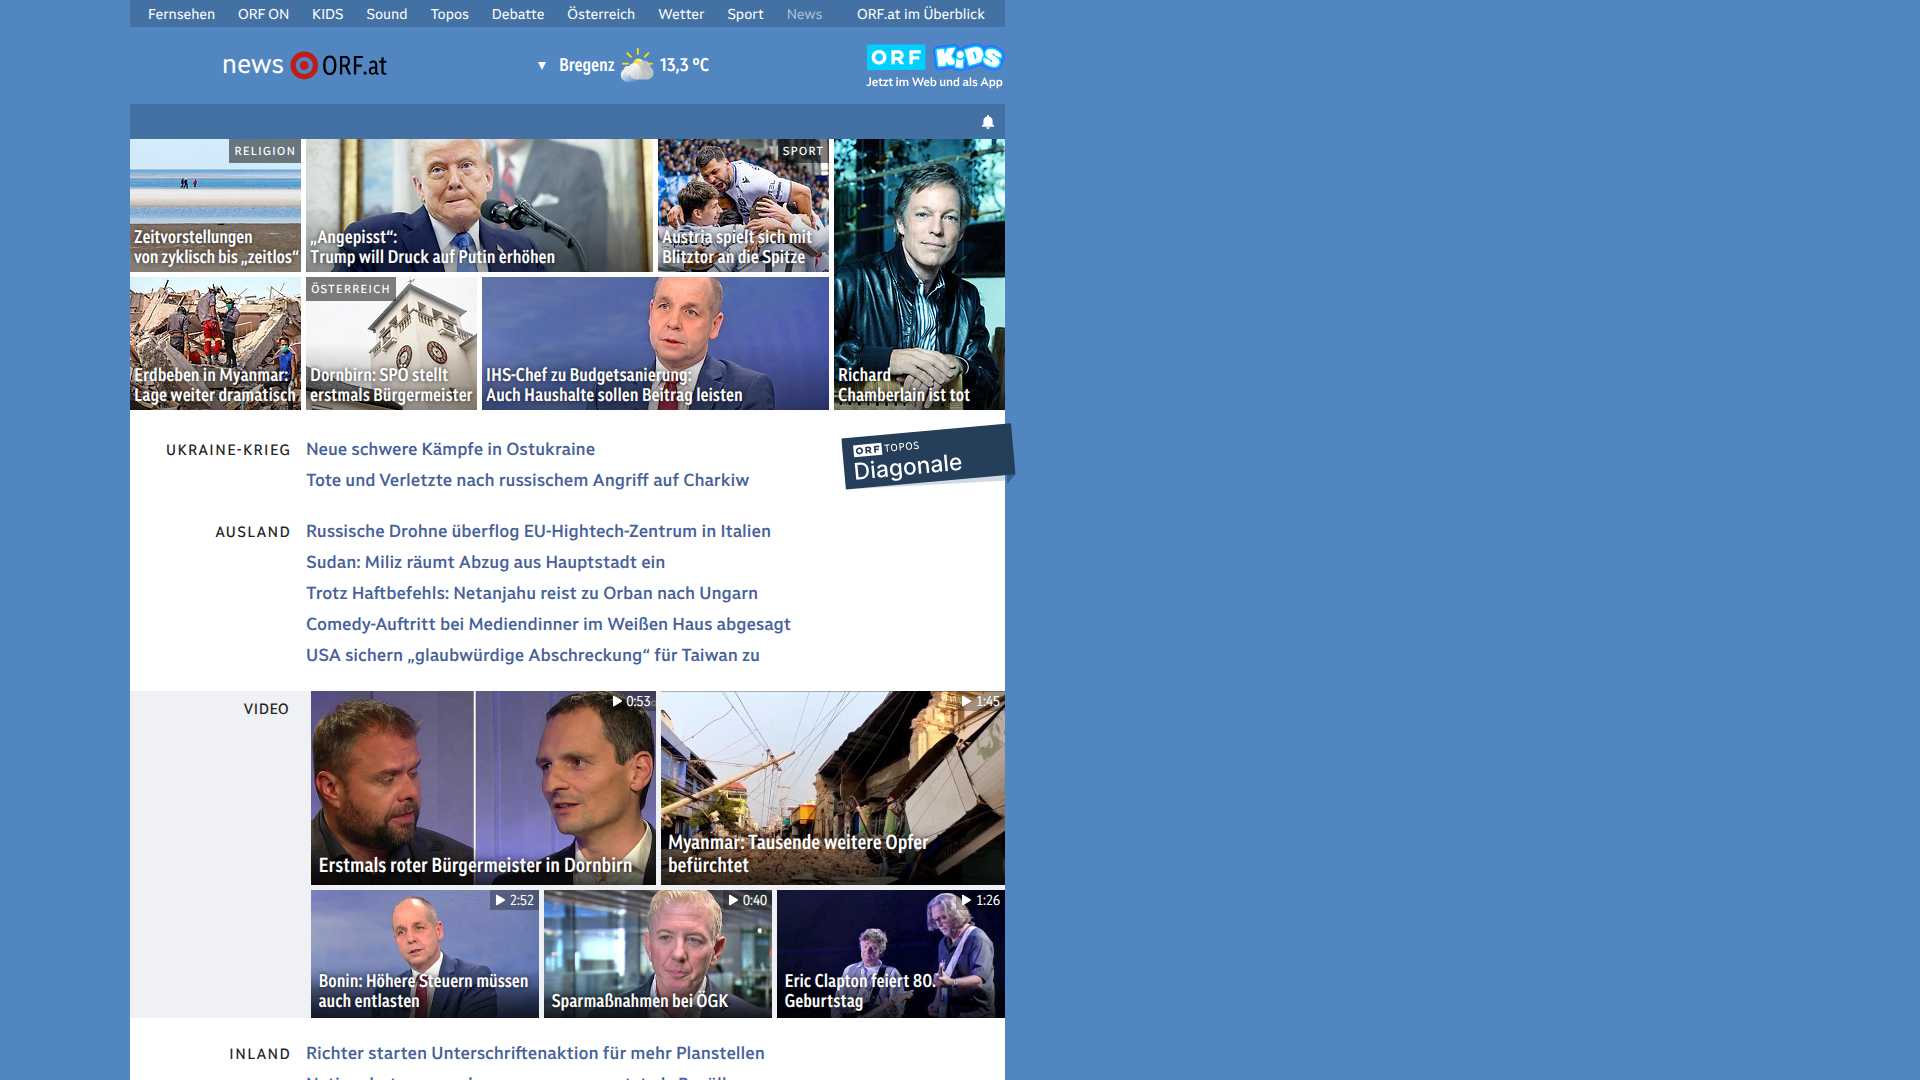 Fernsehen ORF ON KIDS Sound Topos Debatte Österreich Wetter Sport News ORF.at im Überblick
news ORF.at
▼ Bregenz 13,3 °C
ORF KiDS
Jetzt im Web und als App
RELIGION
Zeitvorstellungen
von zyklisch bis „zeitlos“
„Angepisst“:
Trump will Druck auf Putin erhöhen
SPORT
Austria spielt sich mit
Blitztor an die Spitze
Richard
Chamberlain ist tot
Erdbeben in Myanmar:
Lage weiter dramatisch
ÖSTERREICH
Dornbirn: SPÖ stellt
erstmals Bürgermeister
IHS-Chef zu Budgetsanierung:
Auch Haushalte sollen Beitrag leisten
UKRAINE-KRIEG
Neue schwere Kämpfe in Ostukraine
Tote und Verletzte nach russischem Angriff auf Charkiw
ORF TOPOS
Diagonale
AUSLAND
Russische Drohne überflog EU-Hightech-Zentrum in Italien
Sudan: Miliz räumt Abzug aus Hauptstadt ein
Trotz Haftbefehls: Netanjahu reist zu Orban nach Ungarn
Comedy-Auftritt bei Mediendinner im Weißen Haus abgesagt
USA sichern „glaubwürdige Abschreckung“ für Taiwan zu
VIDEO
0:53
Erstmals roter Bürgermeister in Dornbirn
1:45
Myanmar: Tausende weitere Opfer
befürchtet
2:52
Bonin: Höhere Steuern müssen
auch entlasten
0:40
Sparmaßnahmen bei ÖGK
1:26
Eric Clapton feiert 80.
Geburtstag
INLAND
Richter starten Unterschriftenaktion für mehr Planstellen